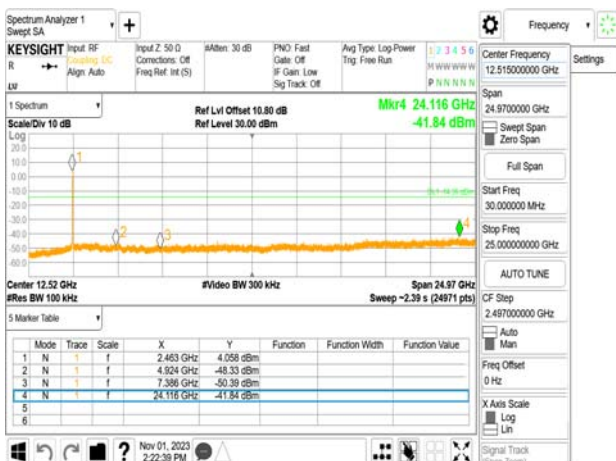 Spectrum Analyzer 1
Swept SA
+
Frequency
KEYSIGHT
Input: RF
Coupling: DC
Align: Auto
Input Z: 50 Ω
Corrections: Off
Freq Ref: Int (S)
#Atten: 30 dB
PNO: Fast
Gate: Off
IF Gain: Low
Sig Track: Off
Avg Type: Log-Power
Trig: Free Run
1 2 3 4 5 6
M W W W W W
P N N N N N
R
LXI
Center Frequency
12.515000000 GHz
Settings
Span
24.9700000 GHz
Swept Span
Zero Span
Full Span
Start Freq
30.000000 MHz
Stop Freq
25.000000000 GHz
AUTO TUNE
CF Step
2.497000000 GHz
Auto
Man
Freq Offset
0 Hz
X Axis Scale
Log
Lin
Signal Track
1 Spectrum
Scale/Div 10 dB
Ref Lvl Offset 10.80 dB
Ref Level 30.00 dBm
Mkr4 24.116 GHz
-41.84 dBm
Log
20.0
10.0
0.00
-10.0
-20.0
-30.0
-40.0
-50.0
-60.0
1
2
3
4
Center 12.52 GHz
#Video BW 300 kHz
Span 24.97 GHz
#Res BW 100 kHz
Sweep ~2.39 s (24971 pts)
5 Marker Table
Mode Trace Scale X Y Function Function Width Function Value
1 N 1 f 2.463 GHz 4.058 dBm
2 N 1 f 4.924 GHz -48.33 dBm
3 N 1 f 7.386 GHz -50.39 dBm
4 N 1 f 24.116 GHz -41.84 dBm
5
6
?
Nov 01, 2023
2:22:39 PM